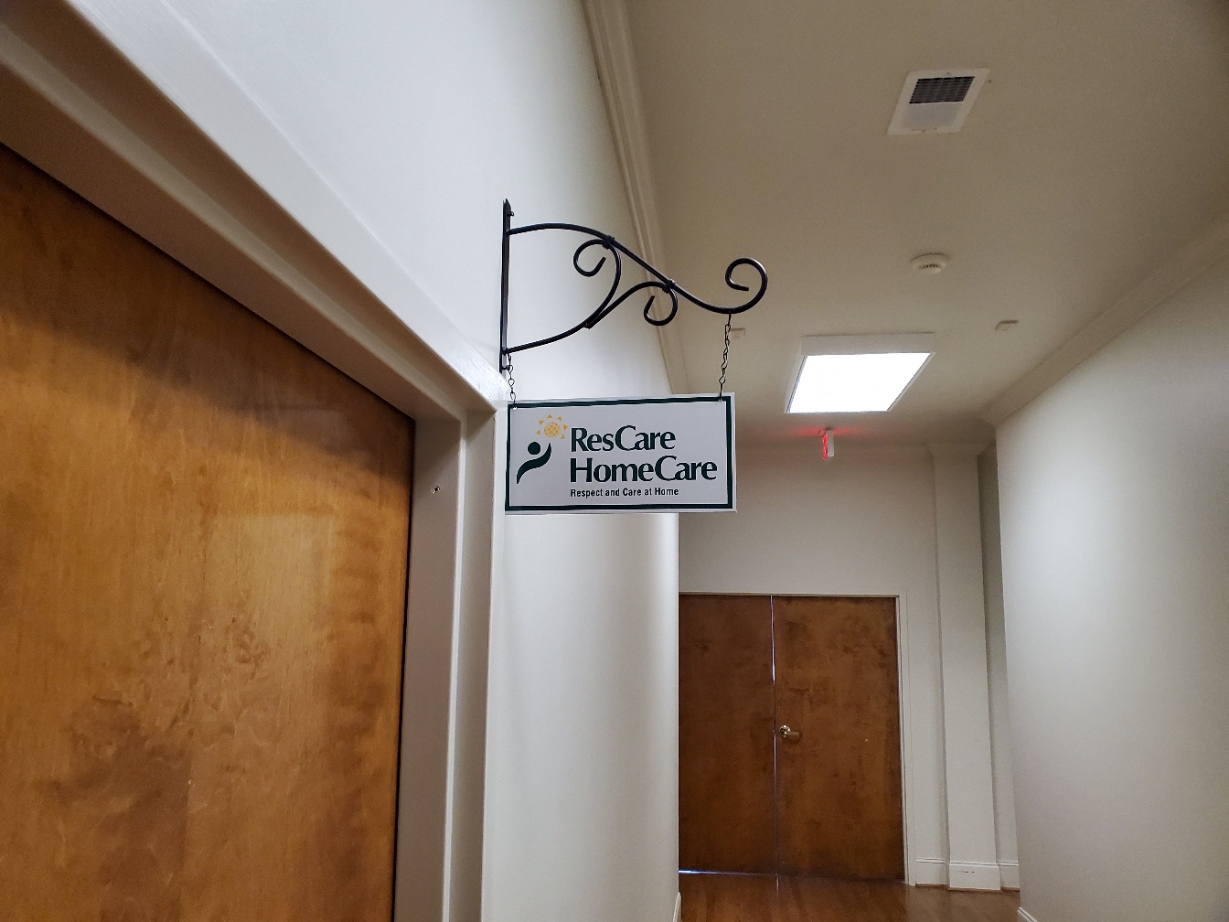 ResCare
HomeCare
Respect and Care at Home